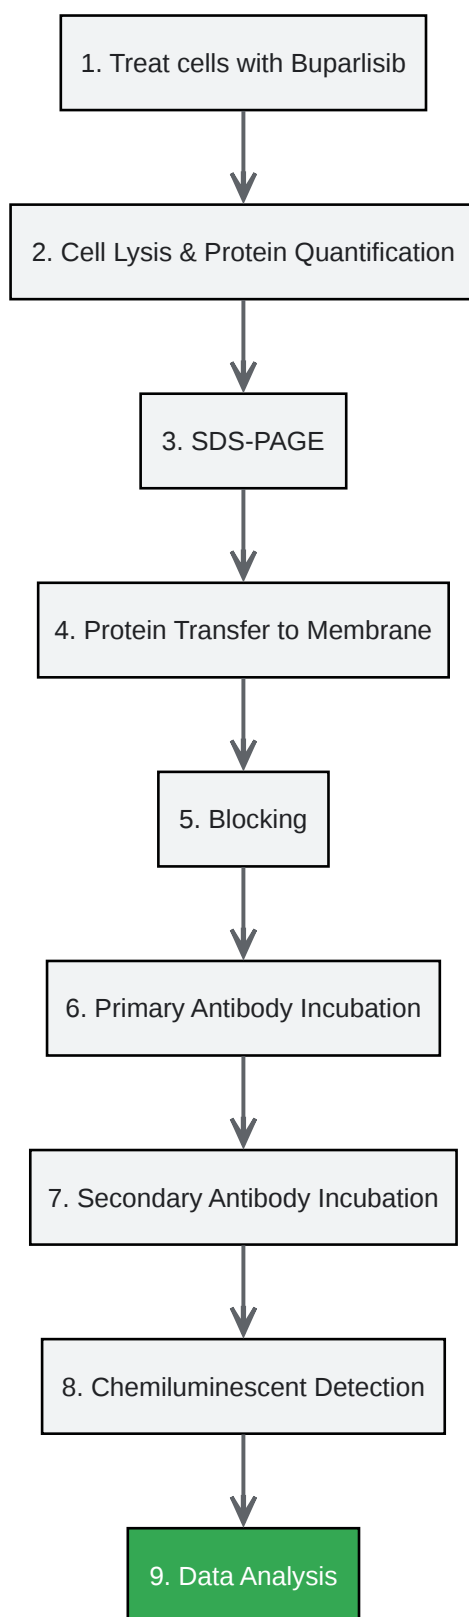 1. Treat cells with Buparlisib
2. Cell Lysis & Protein Quantification
3. SDS-PAGE
4. Protein Transfer to Membrane
5. Blocking
6. Primary Antibody Incubation
7. Secondary Antibody Incubation
8. Chemiluminescent Detection
9. Data Analysis